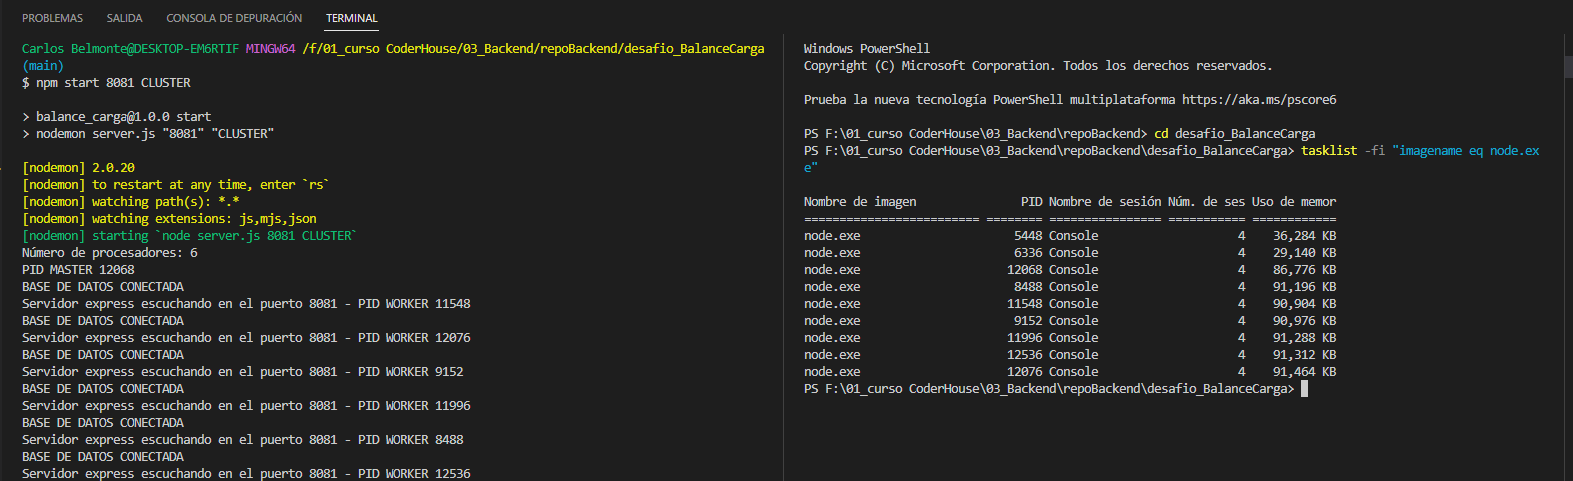 PROBLEMAS SALIDA CONSOLA DE DEPURACIÓN TERMINAL
Carlos Belmonte@DESKTOP-EM6RTIF MINGW64 /f/01_curso CoderHouse/03_Backend/repoBackend/desafio_BalanceCarga
(main)
$ npm start 8081 CLUSTER
> balance_carga@1.0.0 start
> nodemon server.js "8081" "CLUSTER"
[nodemon] 2.0.20
[nodemon] to restart at any time, enter `rs`
[nodemon] watching path(s): *.*
[nodemon] watching extensions: js,mjs,json
[nodemon] starting `node server.js 8081 CLUSTER`
Número de procesadores: 6
PID MASTER 12068
BASE DE DATOS CONECTADA
Servidor express escuchando en el puerto 8081 - PID WORKER 11548
BASE DE DATOS CONECTADA
Servidor express escuchando en el puerto 8081 - PID WORKER 12076
BASE DE DATOS CONECTADA
Servidor express escuchando en el puerto 8081 - PID WORKER 9152
BASE DE DATOS CONECTADA
Servidor express escuchando en el puerto 8081 - PID WORKER 11996
BASE DE DATOS CONECTADA
Servidor express escuchando en el puerto 8081 - PID WORKER 8488
BASE DE DATOS CONECTADA
Servidor express escuchando en el puerto 8081 - PID WORKER 12536
Windows PowerShell
Copyright (C) Microsoft Corporation. Todos los derechos reservados.
Prueba la nueva tecnología PowerShell multiplataforma https://aka.ms/pscore6
PS F:\01_curso CoderHouse\03_Backend\repoBackend> cd desafio_BalanceCarga
PS F:\01_curso CoderHouse\03_Backend\repoBackend\desafio_BalanceCarga> tasklist -fi "imagename eq node.ex
e"
Nombre de imagen PID Nombre de sesión Núm. de ses Uso de memor
========================= ======== ================ =========== ============
node.exe 5448 Console 4 36,284 KB
node.exe 6336 Console 4 29,140 KB
node.exe 12068 Console 4 86,776 KB
node.exe 8488 Console 4 91,196 KB
node.exe 11548 Console 4 90,904 KB
node.exe 9152 Console 4 90,976 KB
node.exe 11996 Console 4 91,288 KB
node.exe 12536 Console 4 91,312 KB
node.exe 12076 Console 4 91,464 KB
PS F:\01_curso CoderHouse\03_Backend\repoBackend\desafio_BalanceCarga>